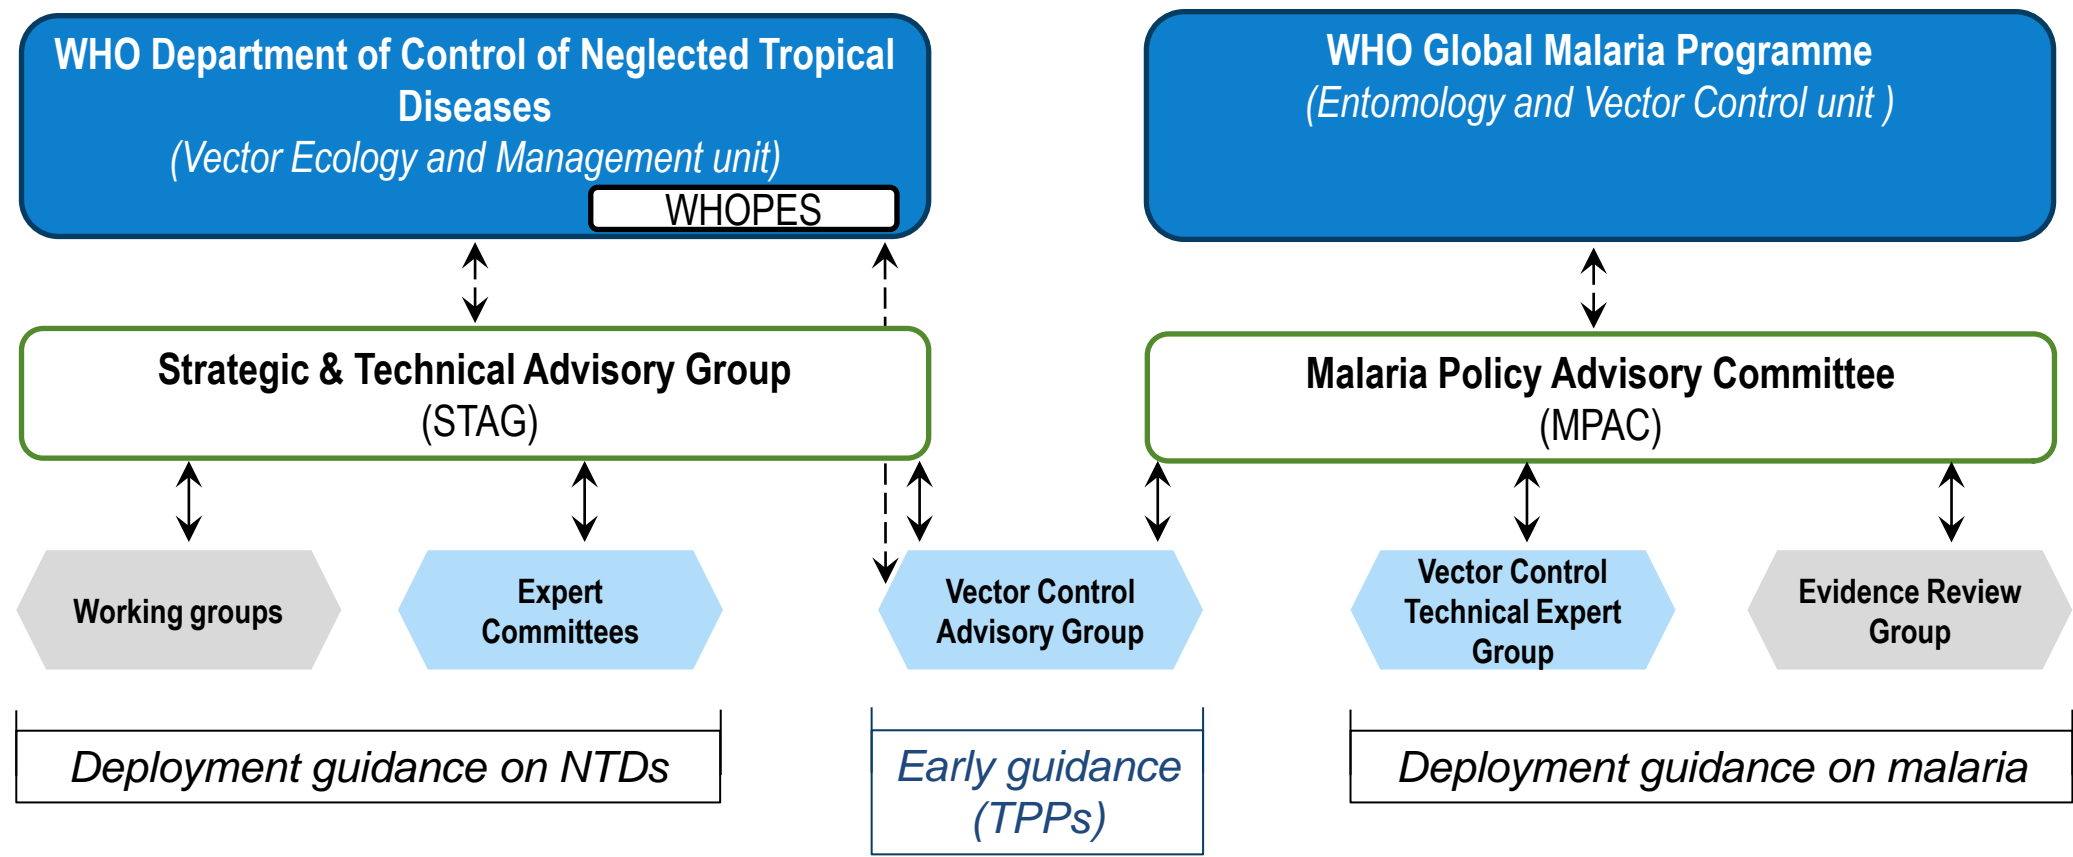 WHO Department of Control of Neglected Tropical
Diseases
(Vector Ecology and Management unit)
WHOPES
WHO Global Malaria Programme
(Entomology and Vector Control unit )
Strategic & Technical Advisory Group
(STAG)
Malaria Policy Advisory Committee
(MPAC)
Working groups
Expert
Committees
Vector Control
Advisory Group
Vector Control
Technical Expert
Group
Evidence Review
Group
Deployment guidance on NTDs
Early guidance
(TPPs)
Deployment guidance on malaria